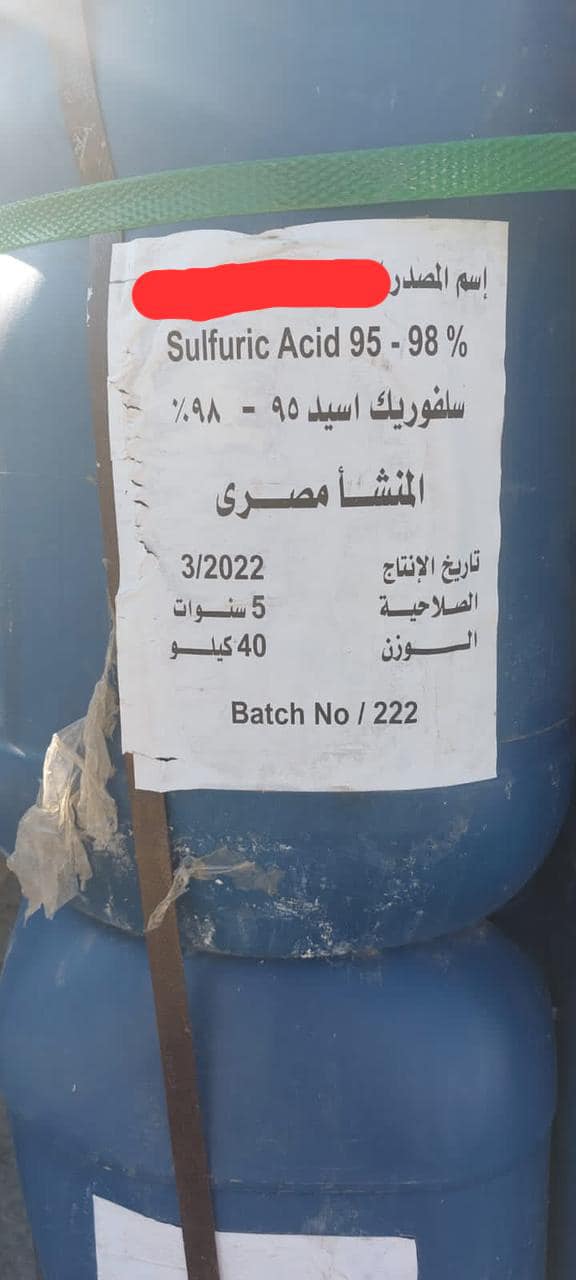 إسم المصدر
Sulfuric Acid 95 - 98 %
سلفوريك اسيد ٩٥ - ٩٨٪
المنشأ مصرى
تاريخ الإنتاج 3/2022
الصلاحية 5 سنوات
الوزن 40 كيلو
Batch No / 222